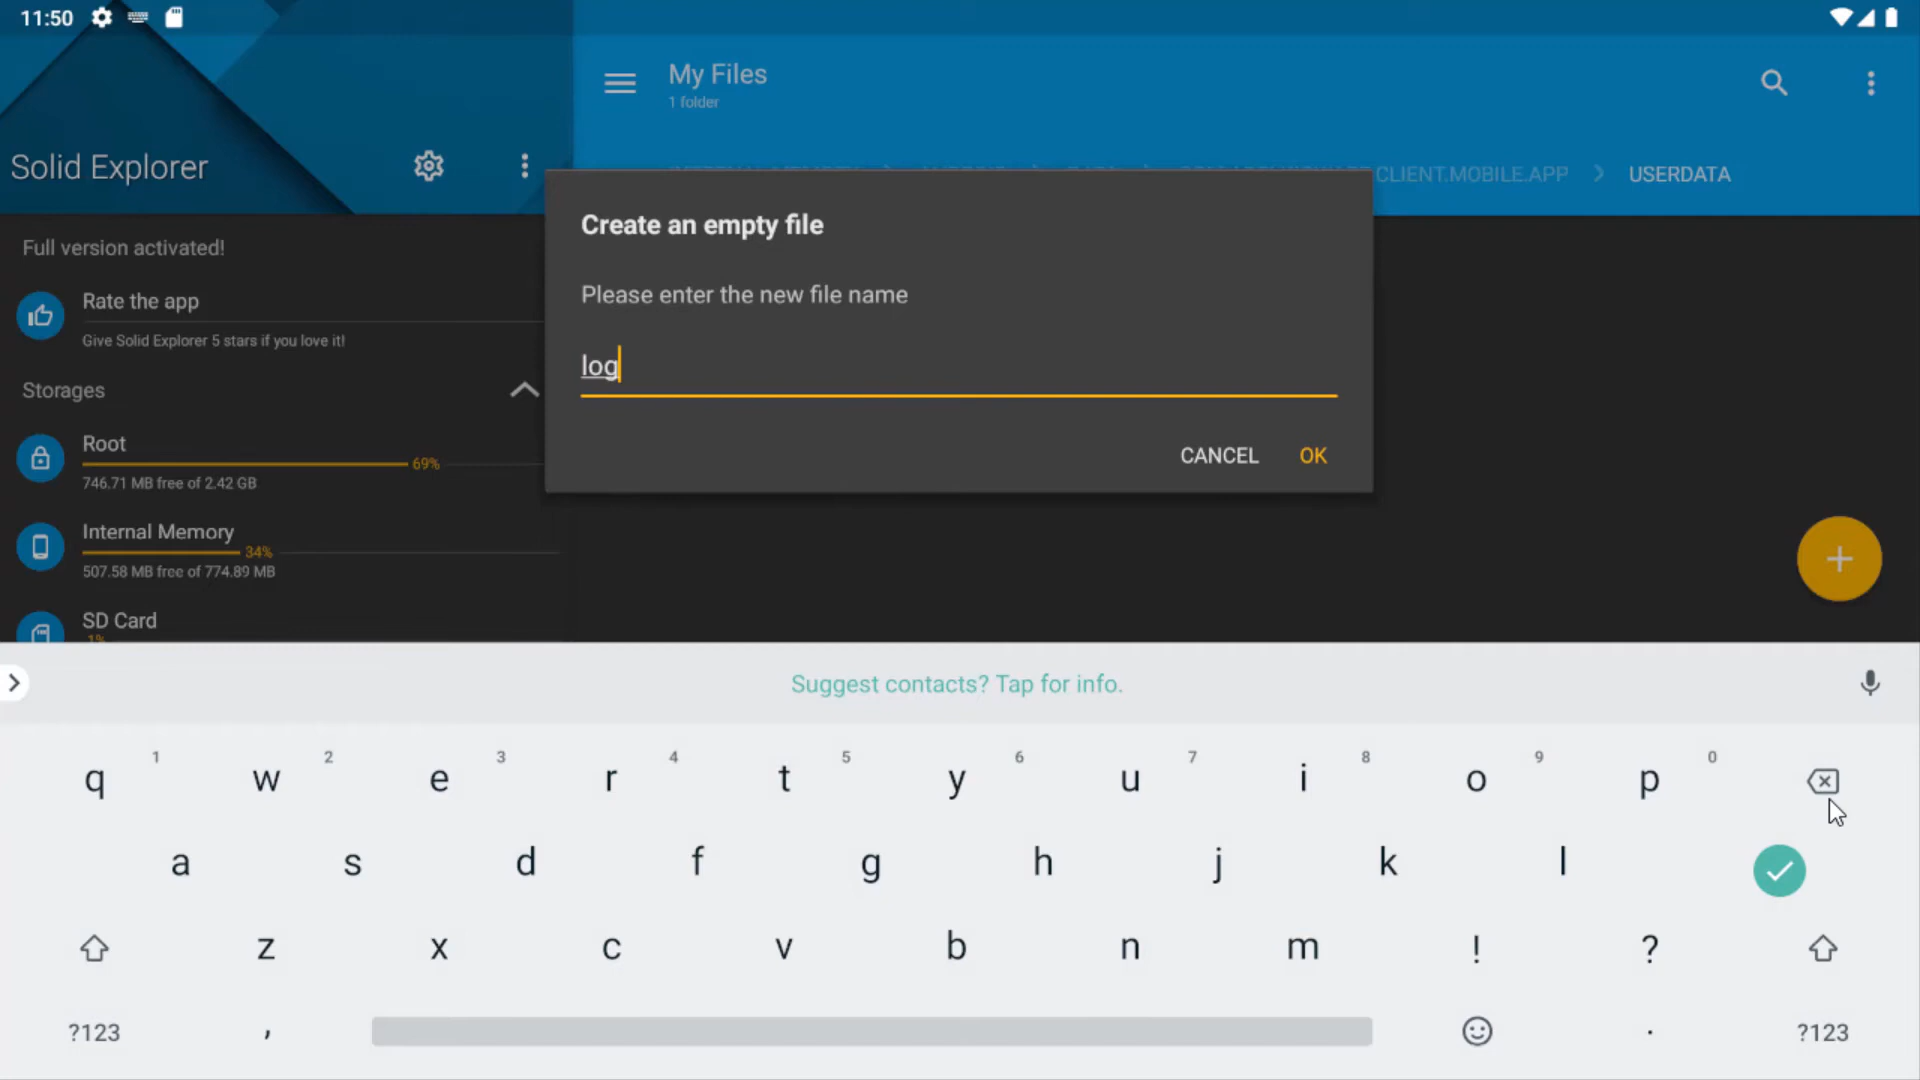 11:50
My Files
1 folder
Solid Explorer
CLIENT.MOBILE.APP > USERDATA
Create an empty file
Full version activated!
Please enter the new file name
Rate the app
Give Solid Explorer 5 stars if you love it!
log
Storages
CANCEL OK
Root
69%
746.71 MB free of 2.42 GB
Internal Memory
34%
507.58 MB free of 774.89 MB
SD Card
1%
Suggest contacts? Tap for info.
1 2 3 4 5 6 7 8 9 0
q w e r t y u i o p
a s d f g h j k l
z x c v b n m ! ?
?123 , . ?123